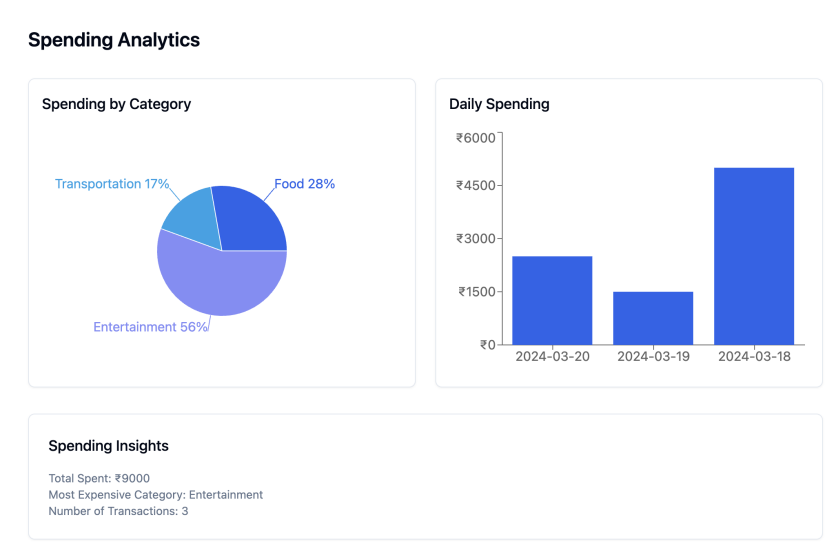 Spending Analytics
Spending by Category
Transportation 17%
Food 28%
Entertainment 56%
Daily Spending
₹6000
₹4500
₹3000
₹1500
₹0
2024-03-20 2024-03-19 2024-03-18
Spending Insights
Total Spent: ₹9000
Most Expensive Category: Entertainment
Number of Transactions: 3